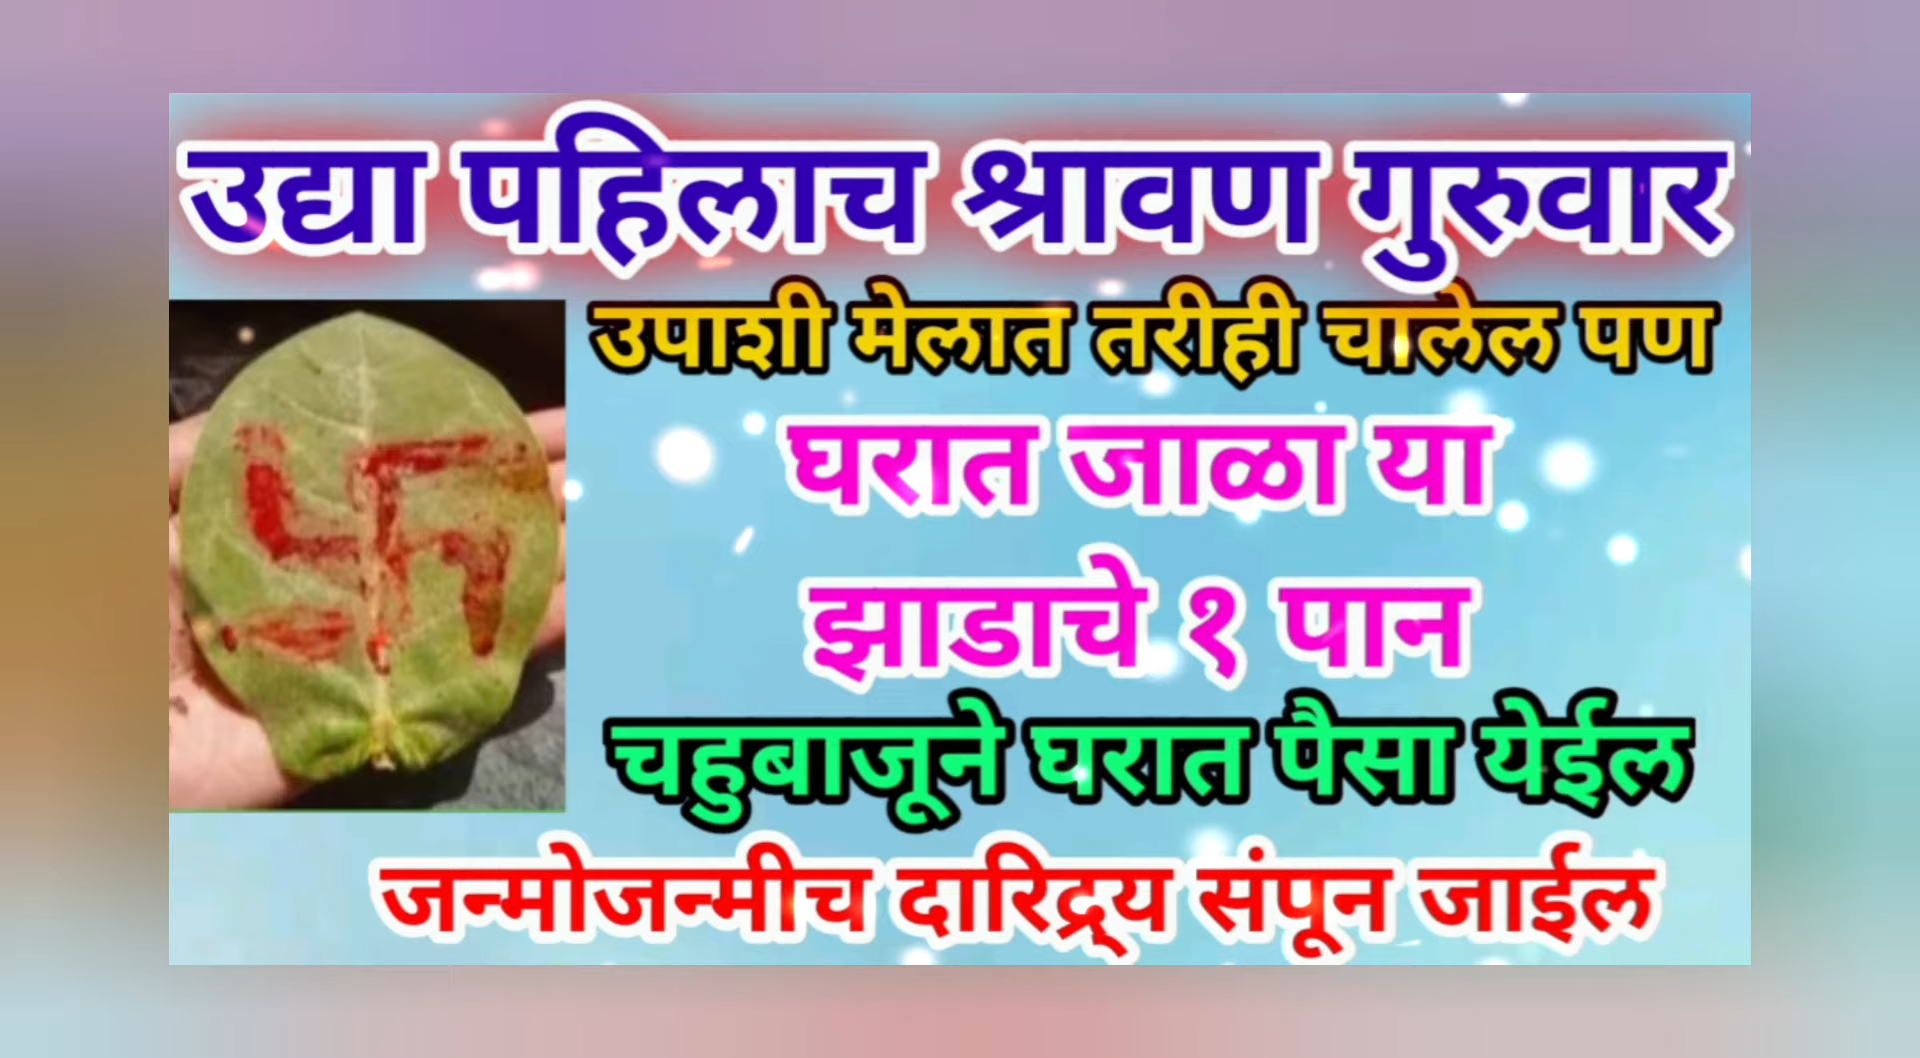 उद्या पहिलाच श्रावण गुरुवार
उपाशी मेलात तरीही चालेल पण
घरात जाळा या
झाडाचे १ पान
चहुबाजूने घरात पैसा येईल
जन्मोजन्मीच दारिद्र्य संपून जाईल